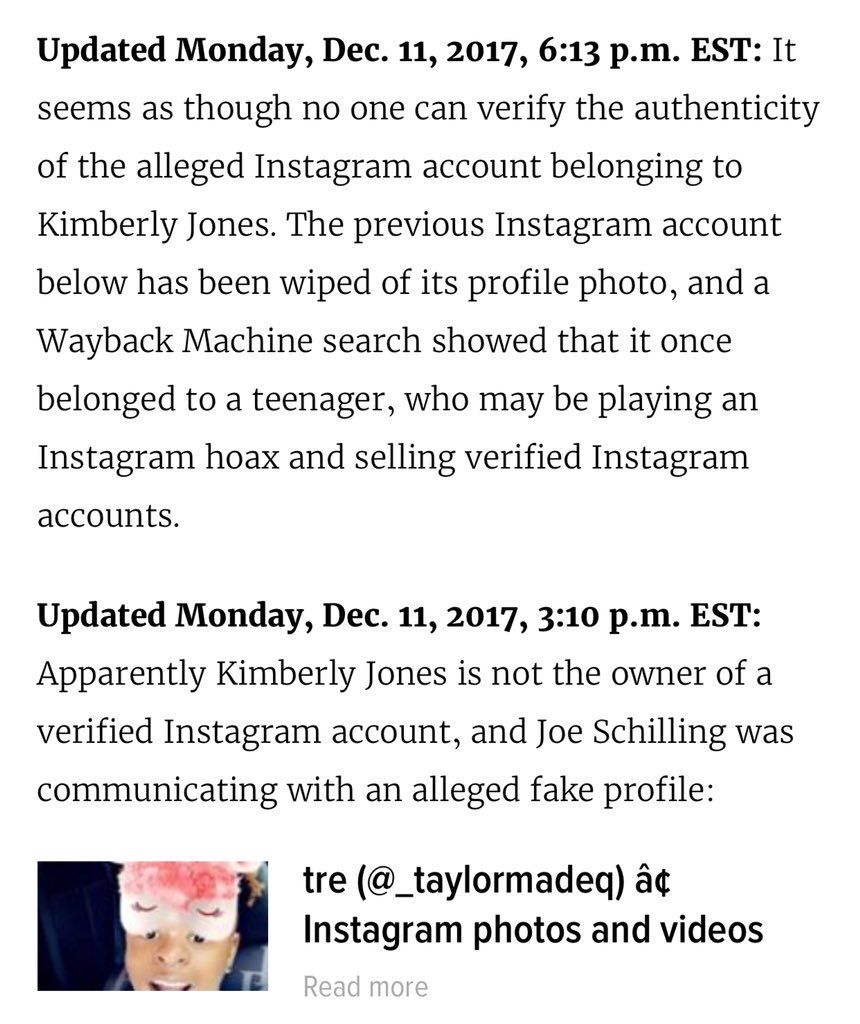 Updated Monday, Dec. 11, 2017, 6:13 p.m. EST: It
seems as though no one can verify the authenticity
of the alleged Instagram account belonging to
Kimberly Jones. The previous Instagram account
below has been wiped of its profile photo, and a
Wayback Machine search showed that it once
belonged to a teenager, who may be playing an
Instagram hoax and selling verified Instagram
accounts.
Updated Monday, Dec. 11, 2017, 3:10 p.m. EST:
Apparently Kimberly Jones is not the owner of a
verified Instagram account, and Joe Schilling was
communicating with an alleged fake profile:
tre (@_taylormadeq) â¢
Instagram photos and videos
Read more